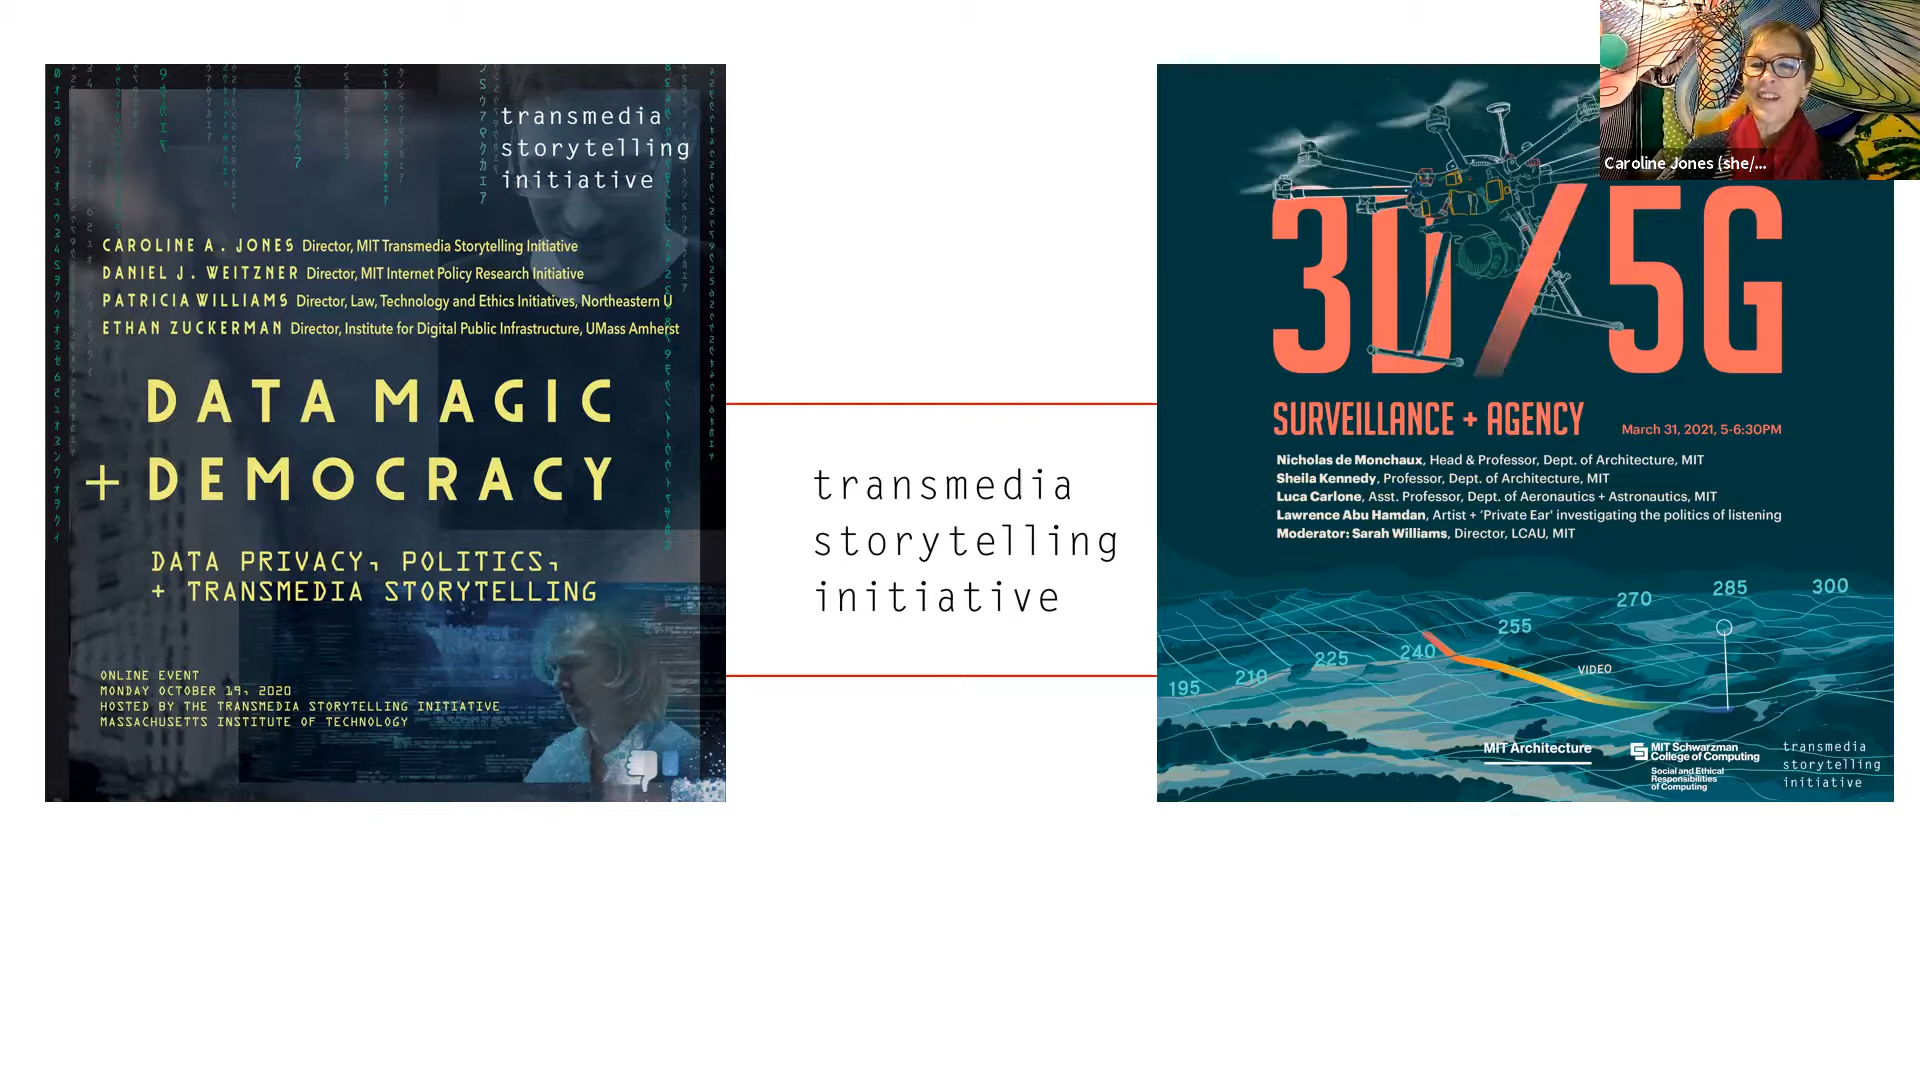 transmedia
storytelling
initiative
CAROLINE A. JONES Director, MIT Transmedia Storytelling Initiative
DANIEL J. WEITZNER Director, MIT Internet Policy Research Initiative
PATRICIA WILLIAMS Director, Law, Technology and Ethics Initiatives, Northeastern U
ETHAN ZUCKERMAN Director, Institute for Digital Public Infrastructure, UMass Amherst
DATA MAGIC
+ DEMOCRACY
DATA PRIVACY, POLITICS,
+ TRANSMEDIA STORYTELLING
ONLINE EVENT
MONDAY OCTOBER 19, 2020
HOSTED BY THE TRANSMEDIA STORYTELLING INITIATIVE
MASSACHUSETTS INSTITUTE OF TECHNOLOGY
transmedia
storytelling
initiative
Caroline Jones (she/...
3D/5G
SURVEILLANCE + AGENCY March 31, 2021, 5-6:30PM
Nicholas de Monchaux, Head & Professor, Dept. of Architecture, MIT
Sheila Kennedy, Professor, Dept. of Architecture, MIT
Luca Carlone, Asst. Professor, Dept. of Aeronautics + Astronautics, MIT
Lawrence Abu Hamdan, Artist + 'Private Ear' investigating the politics of listening
Moderator: Sarah Williams, Director, LCAU, MIT
195 210 225 240 255 270 285 300
VIDEO
MIT Architecture
MIT Schwarzman
College of Computing
Social and Ethical
Responsibilities
of Computing
transmedia
storytelling
initiative